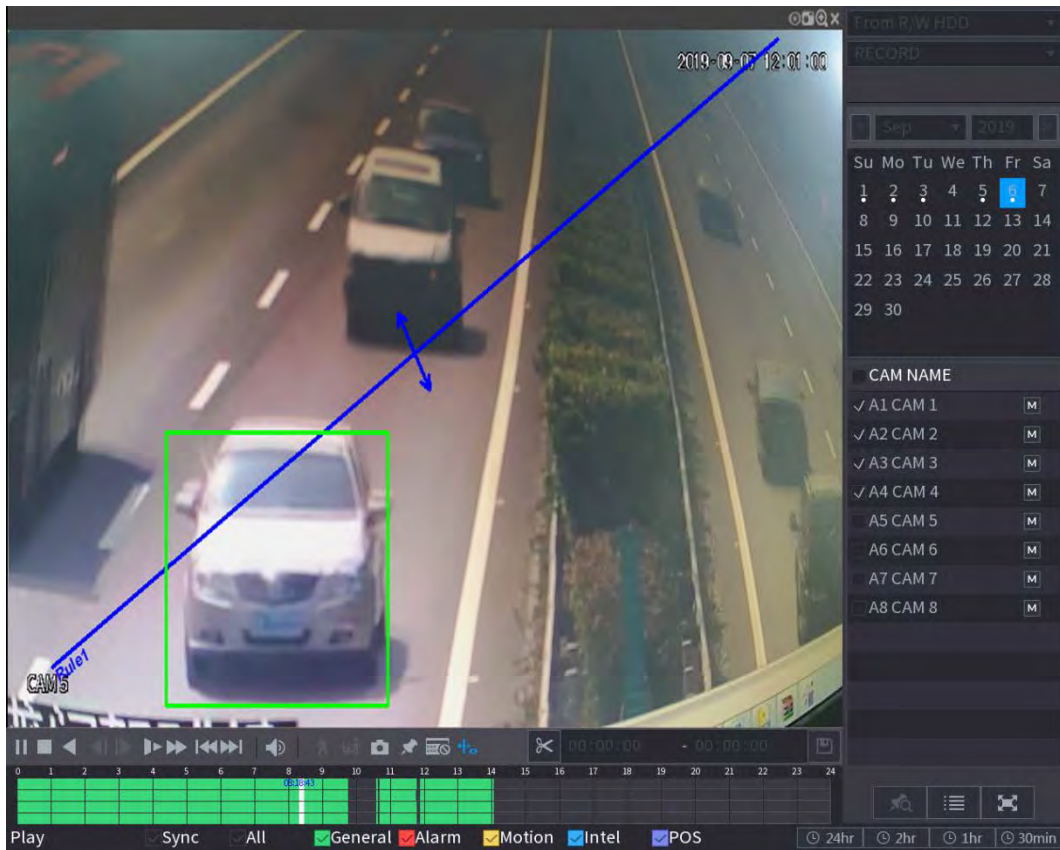 From R/W HDD
RECORD
2019-09-07 12:01:00
Sep 2019
Su Mo Tu We Th Fr Sa
1 2 3 4 5 6 7
8 9 10 11 12 13 14
15 16 17 18 19 20 21
22 23 24 25 26 27 28
29 30
CAM NAME
A1 CAM 1 M
A2 CAM 2 M
A3 CAM 3 M
A4 CAM 4 M
A5 CAM 5 M
A6 CAM 6 M
A7 CAM 7 M
A8 CAM 8 M
Rule1
CAM 5
00:00:00 - 00:00:00
0 1 2 3 4 5 6 7 8 9 10 11 12 13 14 15 16 17 18 19 20 21 22 23 24
08:28:43
Play Sync All General Alarm Motion Intel POS
24hr 2hr 1hr 30min